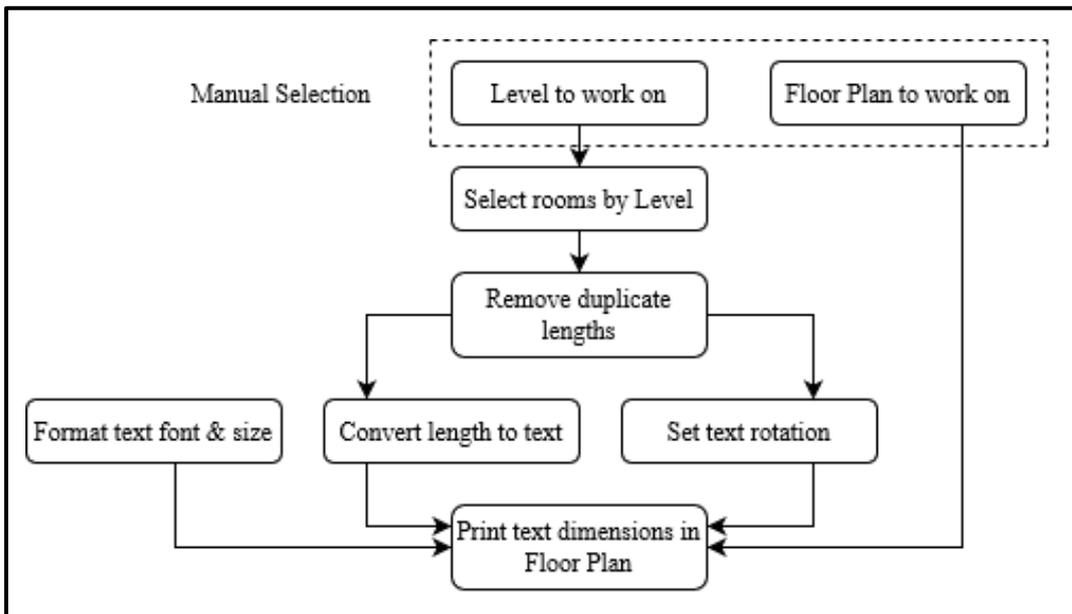 Manual Selection
Level to work on
Floor Plan to work on
Select rooms by Level
Remove duplicate
lengths
Format text font & size
Convert length to text
Set text rotation
Print text dimensions in
Floor Plan